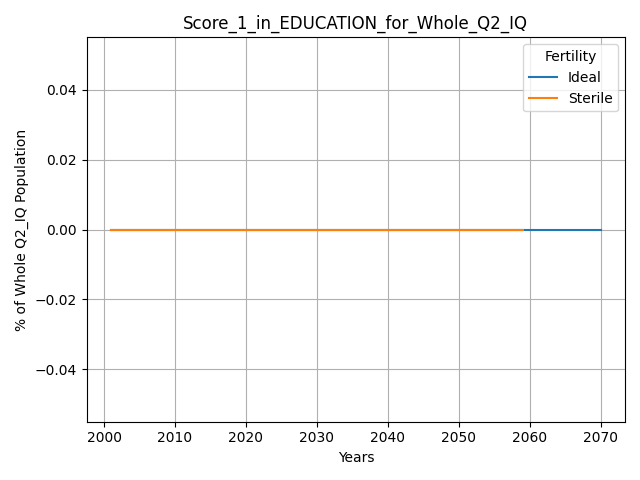 Score_1_in_EDUCATION_for_Whole_Q2_IQ
Fertility
Ideal
Sterile
% of Whole Q2_IQ Population
0.04
0.02
0.00
−0.02
−0.04
2000 2010 2020 2030 2040 2050 2060 2070
Years